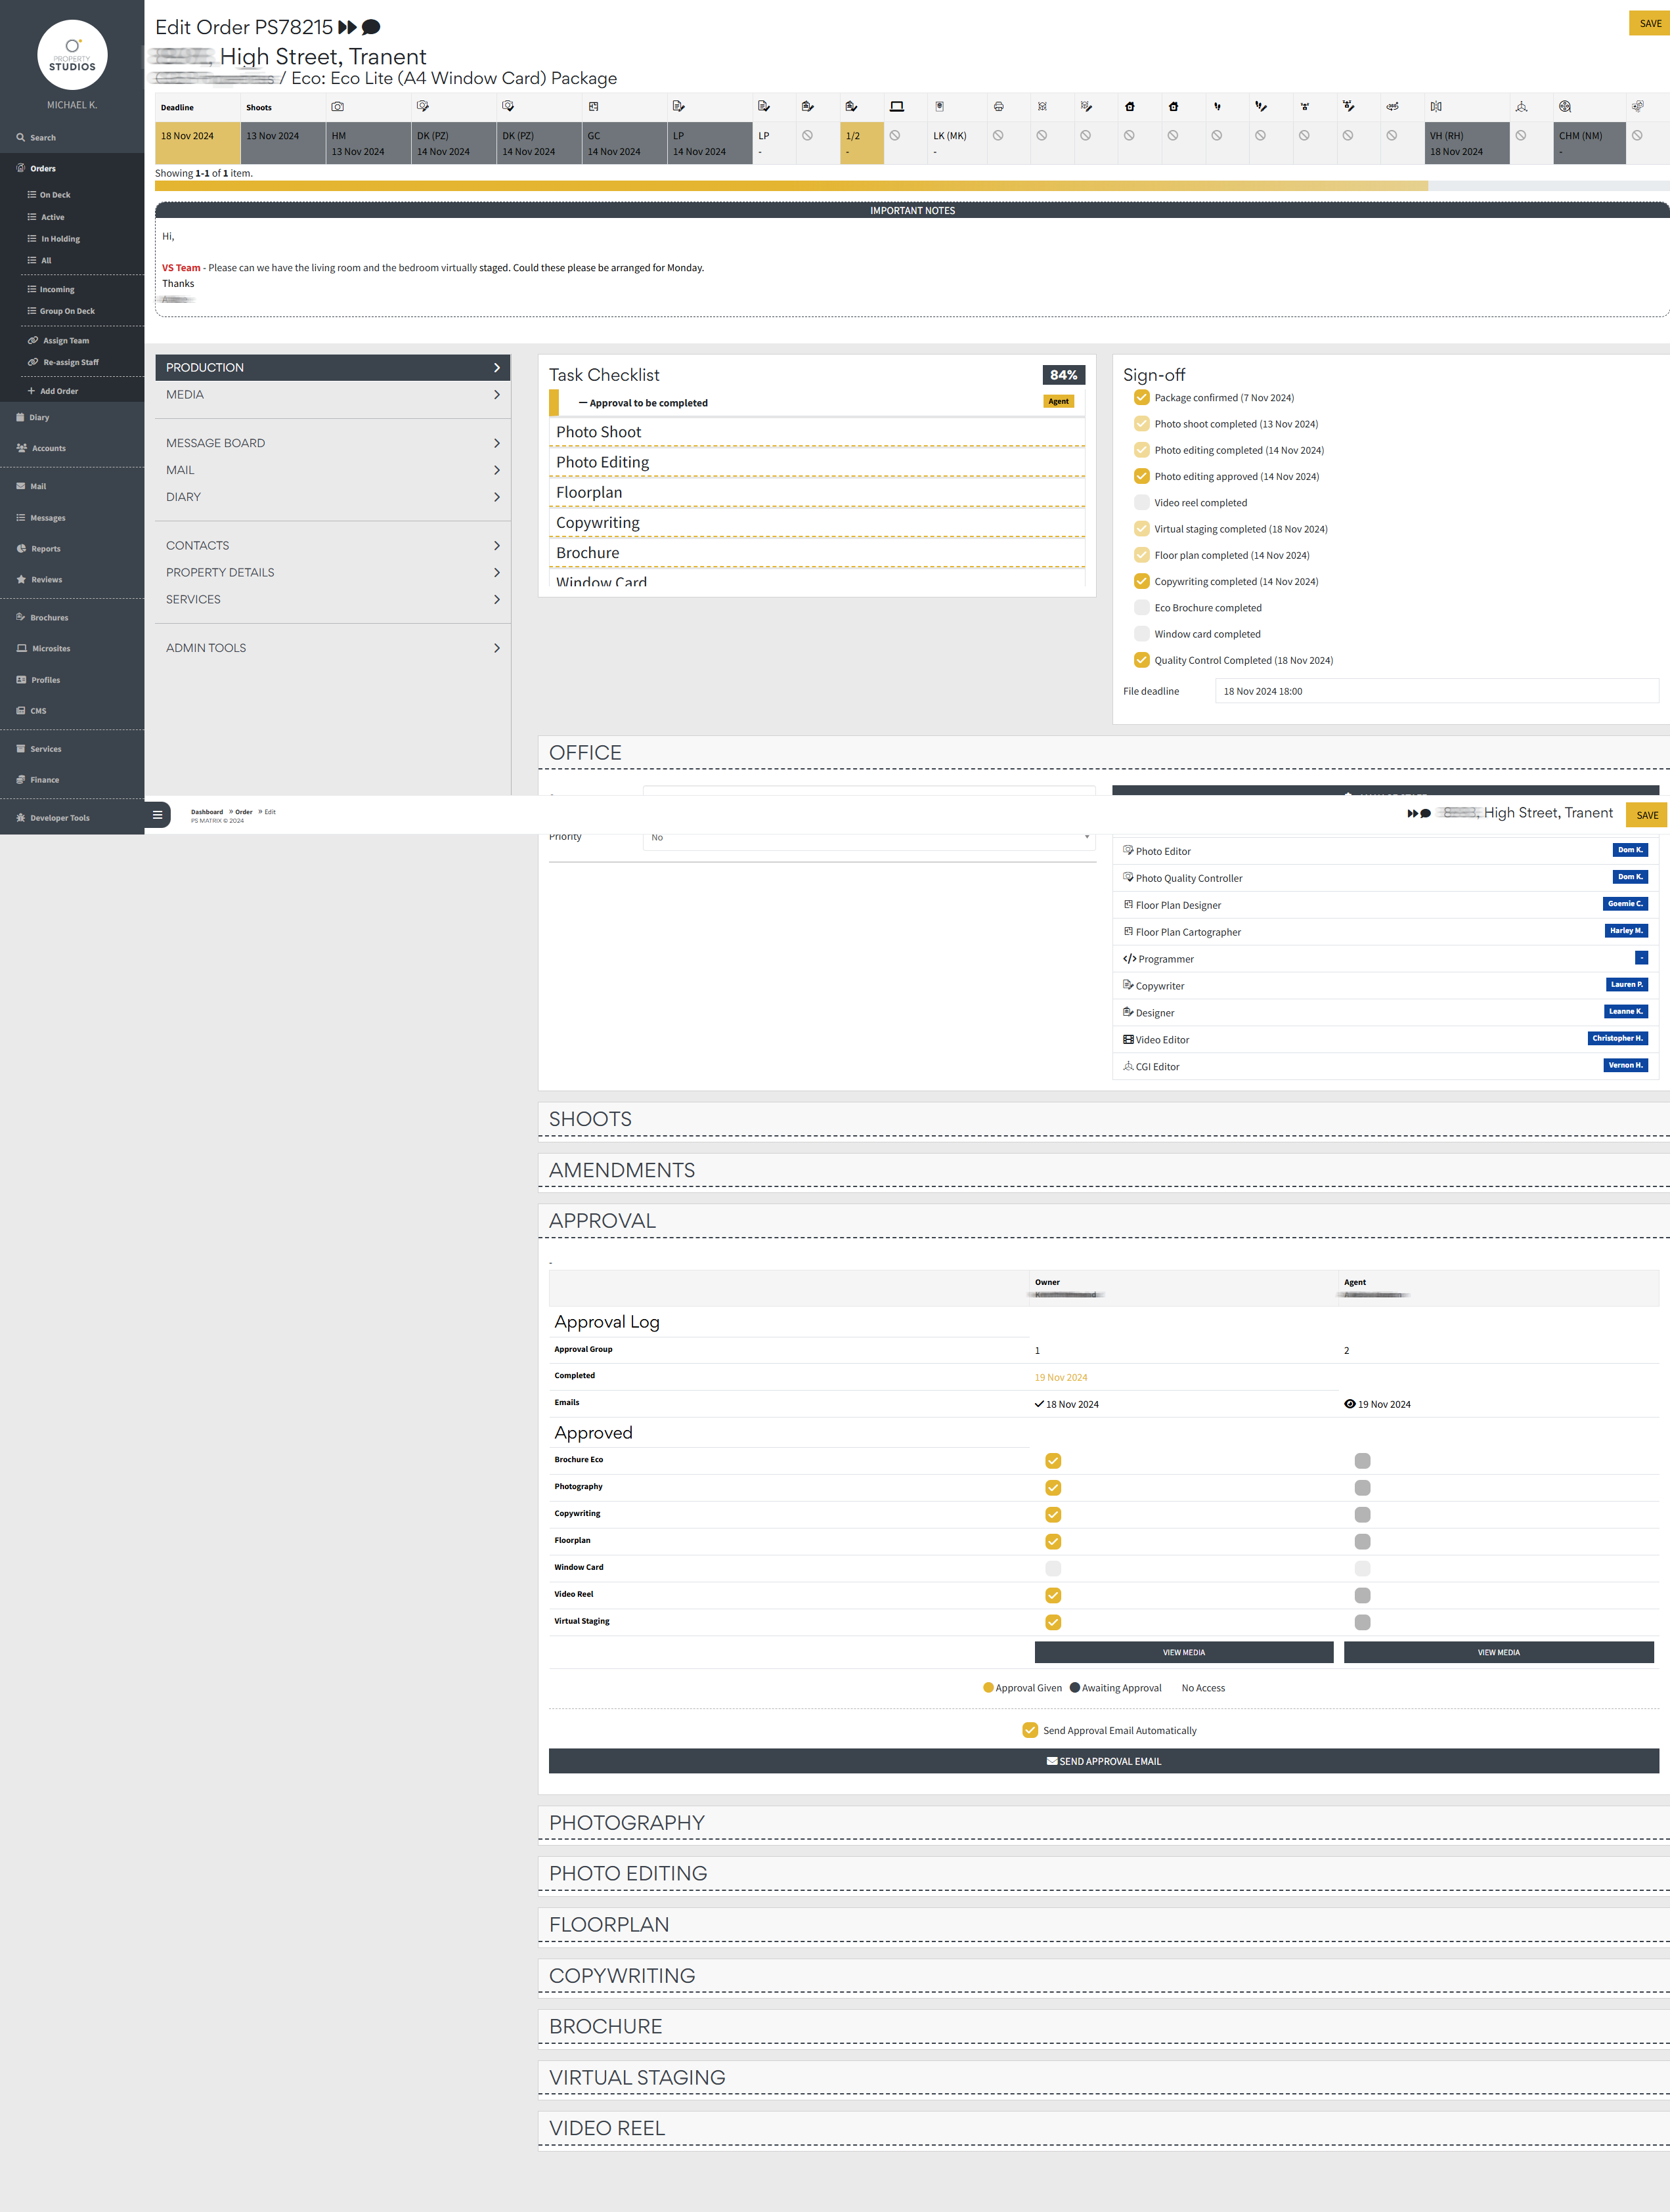 PROPERTY
STUDIOS
MICHAEL K.
Search
Orders
On Deck
Active
In Holding
All
Incoming
Group On Deck
Assign Team
Re-assign Staff
Add Order
Diary
Accounts
Mail
Messages
Reports
Reviews
Brochures
Microsites
Profiles
CMS
Services
Finance
Developer Tools
Edit Order PS78215
SAVE
High Street, Tranent
/ Eco: Eco Lite (A4 Window Card) Package
Deadline Shoots
18 Nov 2024 13 Nov 2024 HM DK (PZ) DK (PZ) GC LP LP 1/2 LK (MK) VH (RH) CHM (NM)
13 Nov 2024 14 Nov 2024 14 Nov 2024 14 Nov 2024 14 Nov 2024 - - - 18 Nov 2024 -
Showing 1-1 of 1 item.
IMPORTANT NOTES
Hi,
VS Team - Please can we have the living room and the bedroom virtually staged. Could these please be arranged for Monday.
Thanks
PRODUCTION
MEDIA
MESSAGE BOARD
MAIL
DIARY
CONTACTS
PROPERTY DETAILS
SERVICES
ADMIN TOOLS
Task Checklist 84%
— Approval to be completed Agent
Photo Shoot
Photo Editing
Floorplan
Copywriting
Brochure
Window Card
Sign-off
Package confirmed (7 Nov 2024)
Photo shoot completed (13 Nov 2024)
Photo editing completed (14 Nov 2024)
Photo editing approved (14 Nov 2024)
Video reel completed
Virtual staging completed (18 Nov 2024)
Floor plan completed (14 Nov 2024)
Copywriting completed (14 Nov 2024)
Eco Brochure completed
Window card completed
Quality Control Completed (18 Nov 2024)
File deadline 18 Nov 2024 18:00
OFFICE
Dashboard » Order » Edit
PS MATRIX © 2024
High Street, Tranent SAVE
Priority No
Photo Editor Dom K.
Photo Quality Controller Dom K.
Floor Plan Designer Goemie C.
Floor Plan Cartographer Harley M.
Programmer -
Copywriter Lauren P.
Designer Leanne K.
Video Editor Christopher H.
CGI Editor Vernon H.
SHOOTS
AMENDMENTS
APPROVAL
-
Owner Agent
Approval Log
Approval Group 1 2
Completed 19 Nov 2024
Emails 18 Nov 2024 19 Nov 2024
Approved
Brochure Eco
Photography
Copywriting
Floorplan
Window Card
Video Reel
Virtual Staging
VIEW MEDIA VIEW MEDIA
Approval Given Awaiting Approval No Access
Send Approval Email Automatically
SEND APPROVAL EMAIL
PHOTOGRAPHY
PHOTO EDITING
FLOORPLAN
COPYWRITING
BROCHURE
VIRTUAL STAGING
VIDEO REEL